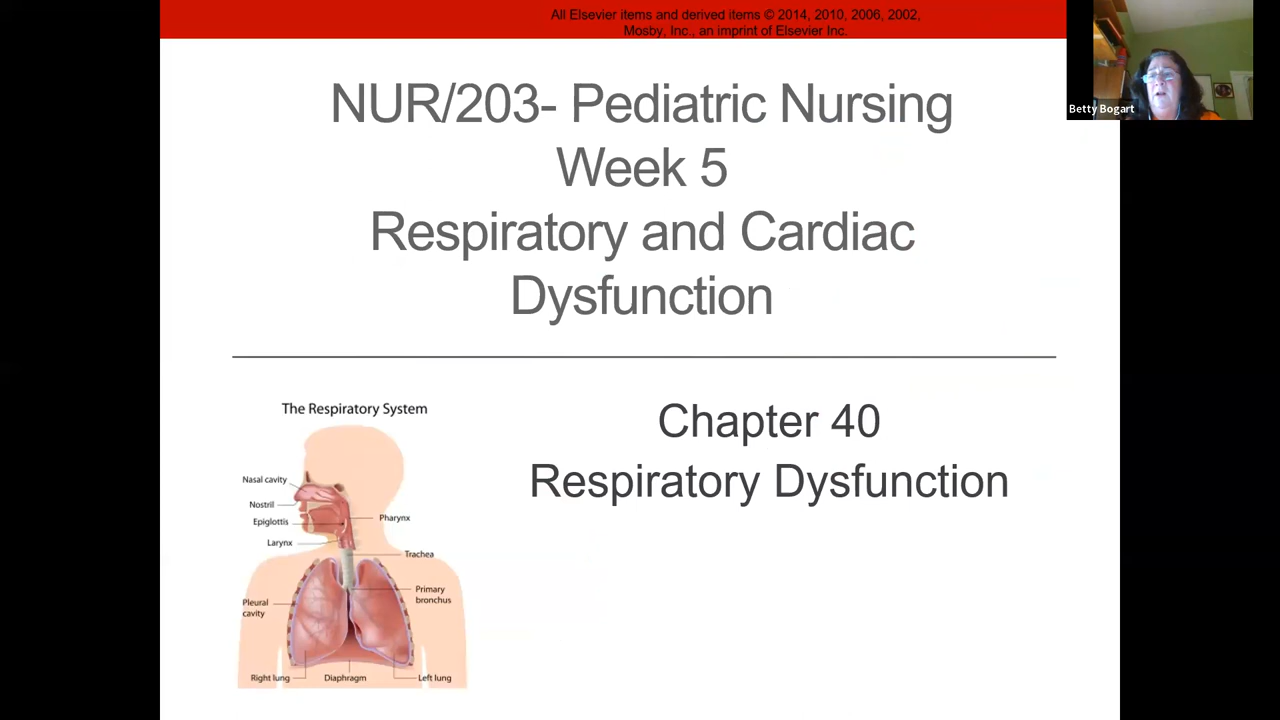 All Elsevier items and derived items © 2014, 2010, 2006, 2002,
Mosby, Inc., an imprint of Elsevier Inc.
Betty Bogart
NUR/203- Pediatric Nursing
Week 5
Respiratory and Cardiac
Dysfunction
The Respiratory System
Nasal cavity
Nostril
Epiglottis
Larynx
Pharynx
Trachea
Primary
bronchus
Pleural
cavity
Right lung
Diaphragm
Left lung
Chapter 40
Respiratory Dysfunction